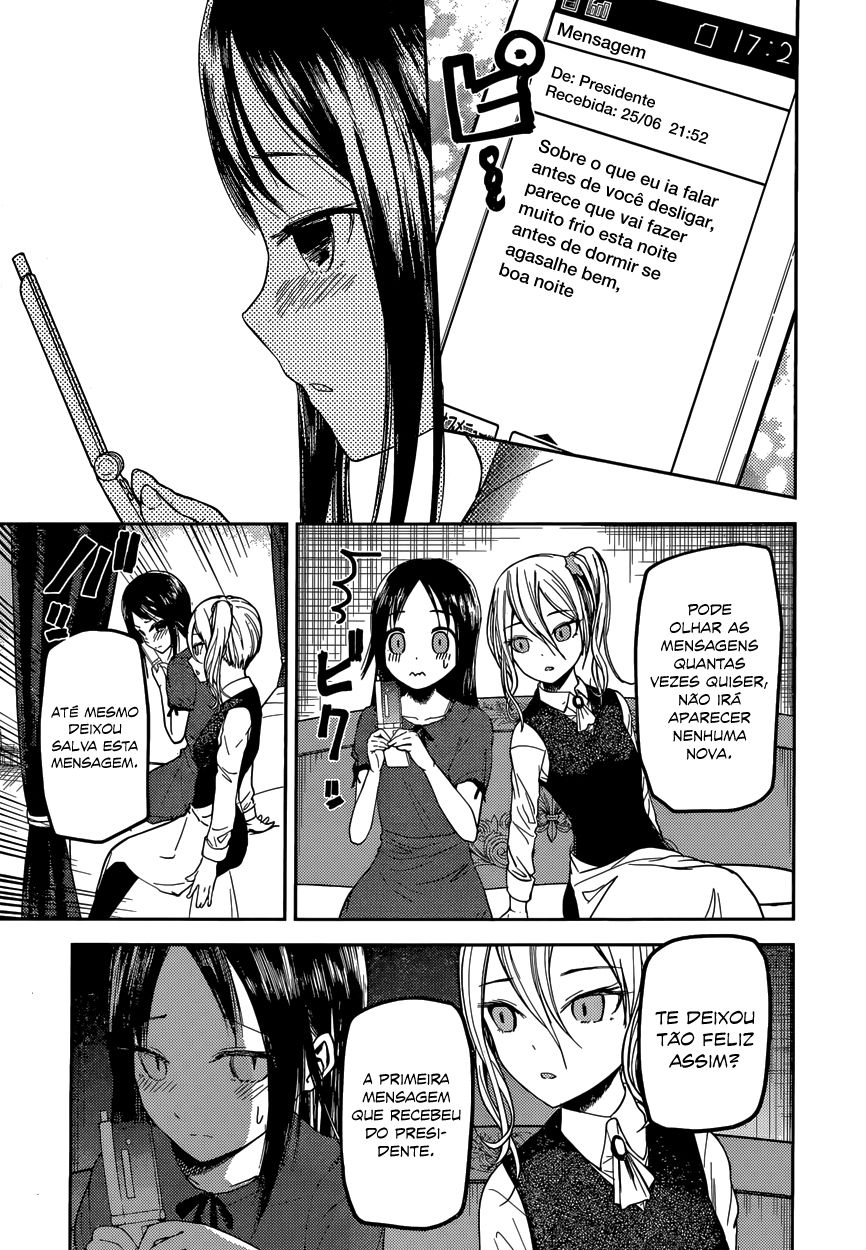 17:2
Mensagem
De: Presidente
Recebida: 25/06 21:52
Sobre o que eu ia falar
antes de você desligar,
parece que vai fazer
muito frio esta noite
antes de dormir se
agasalhe bem,
boa noite
ピ
PODE
OLHAR AS
MENSAGENS
QUANTAS
VEZES QUISER,
NÃO IRÁ
APARECER
NENHUMA
NOVA.
ビクッ
ATÉ MESMO
DEIXOU
SALVA ESTA
MENSAGEM.
TE DEIXOU
TÃO FELIZ
ASSIM?
A PRIMEIRA
MENSAGEM
QUE RECEBEU
DO PRESI-
DENTE.